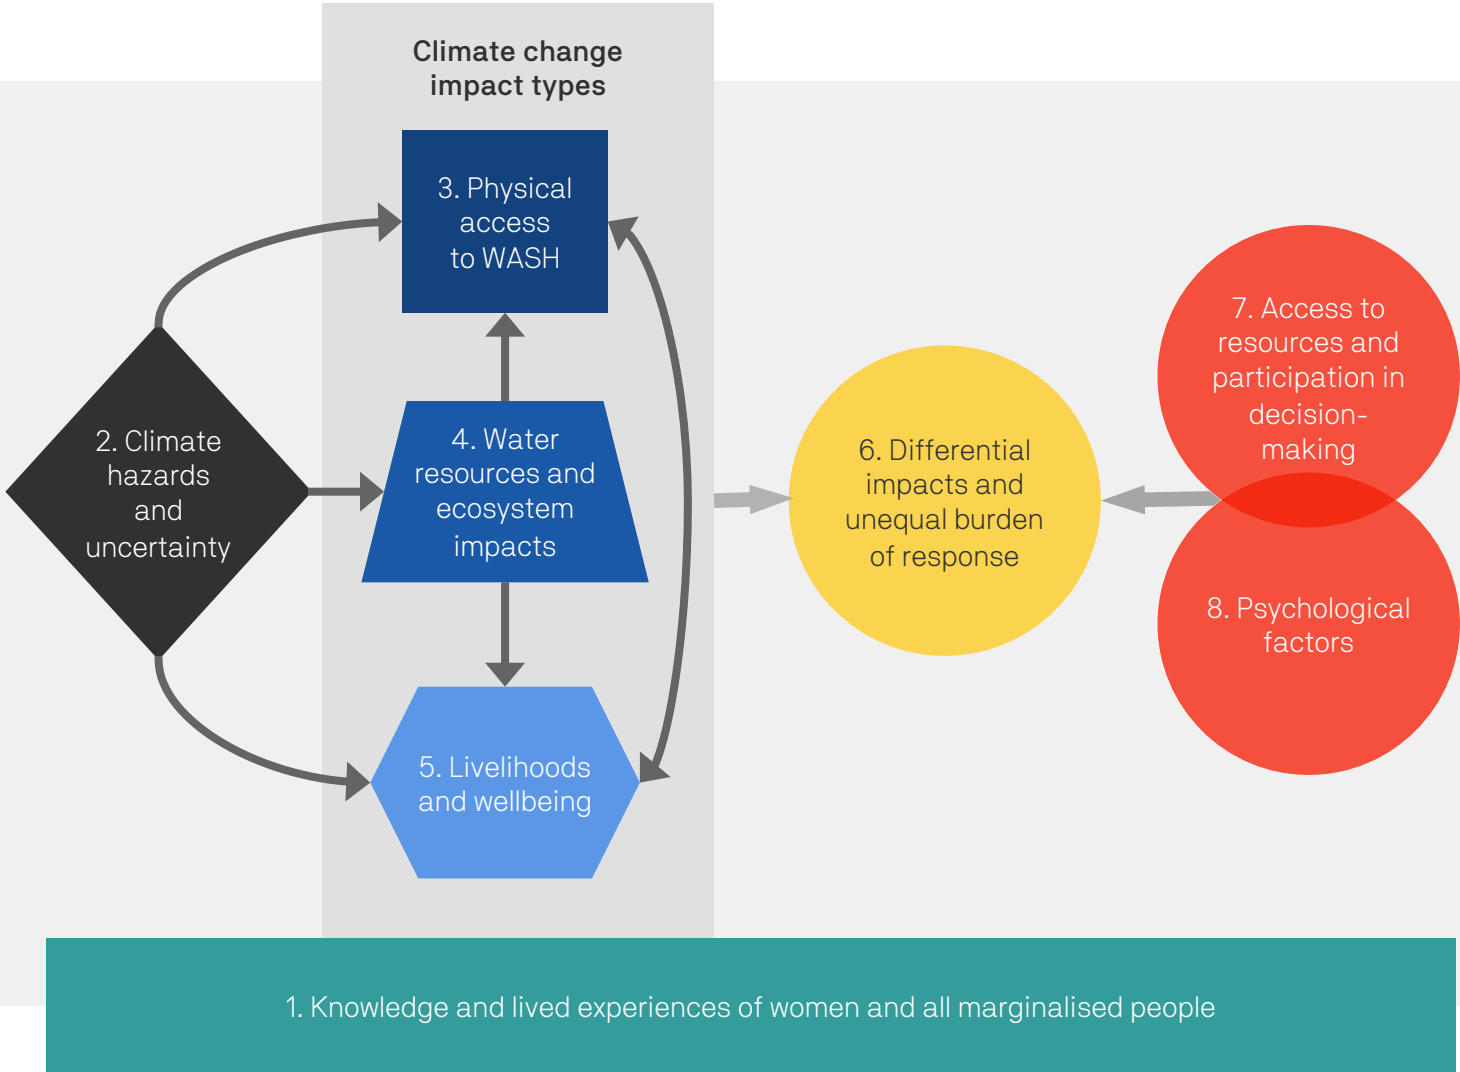 Climate change
impact types
3. Physical
access
to WASH
2. Climate
hazards
and
uncertainty
4. Water
resources and
ecosystem
impacts
5. Livelihoods
and wellbeing
6. Differential
impacts and
unequal burden
of response
7. Access to
resources and
participation in
decision-
making
8. Psychological
factors
1. Knowledge and lived experiences of women and all marginalised people